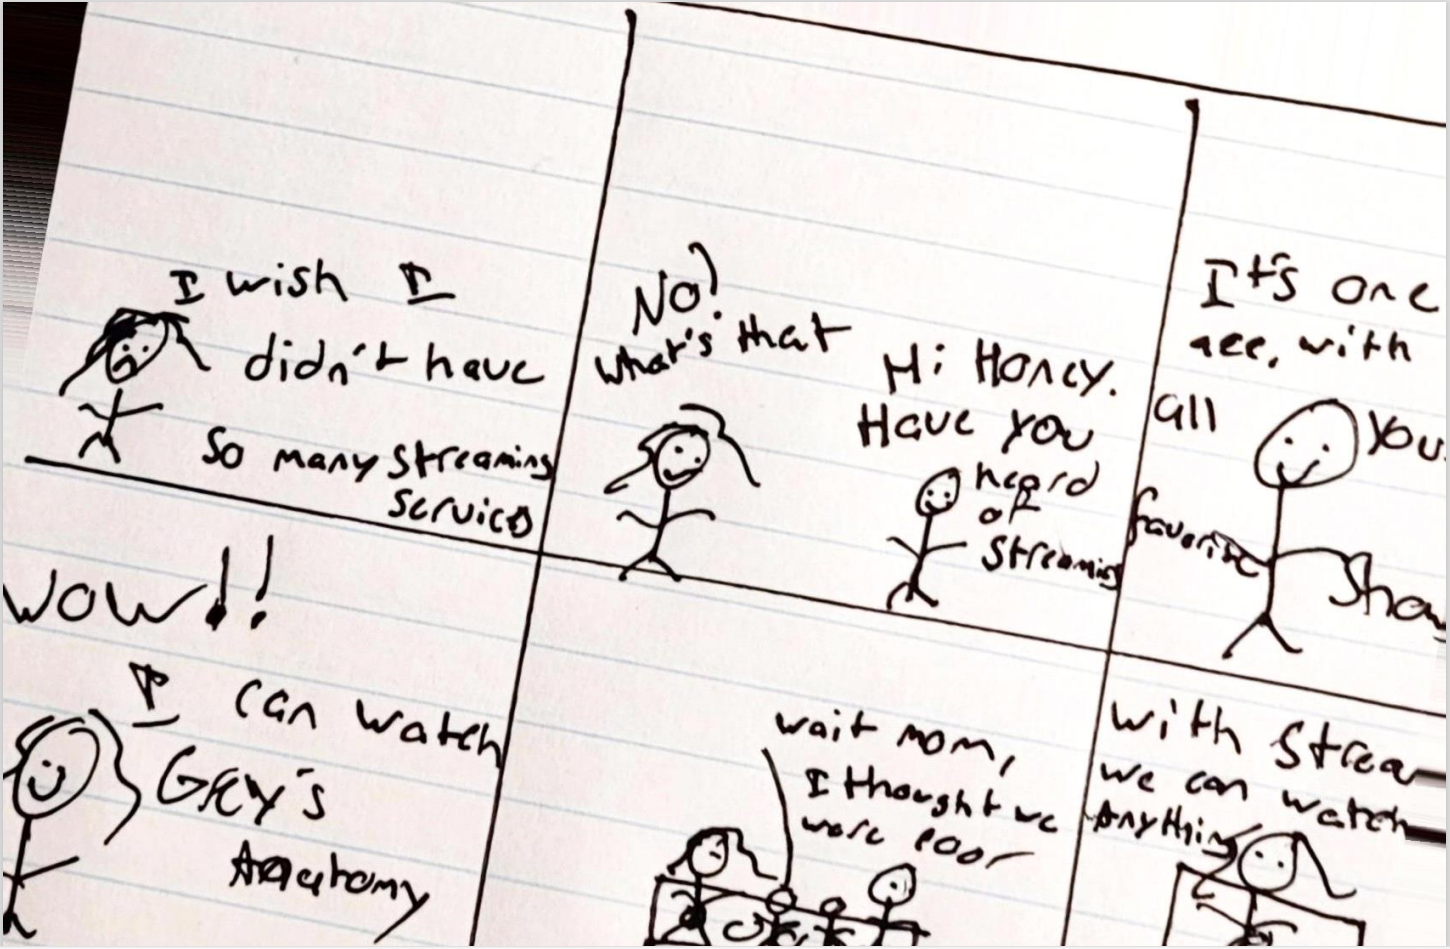 I wish I
didn't have
so many streaming
services
No!
what's that
Hi Honey.
Have you
heard
of
Streaming
It's one
all
you
favorite
Show
WOW!!
I can watch
Grey's
Anatomy
wait mom,
I thought we
were poor
with Strea
we can watch
Anything